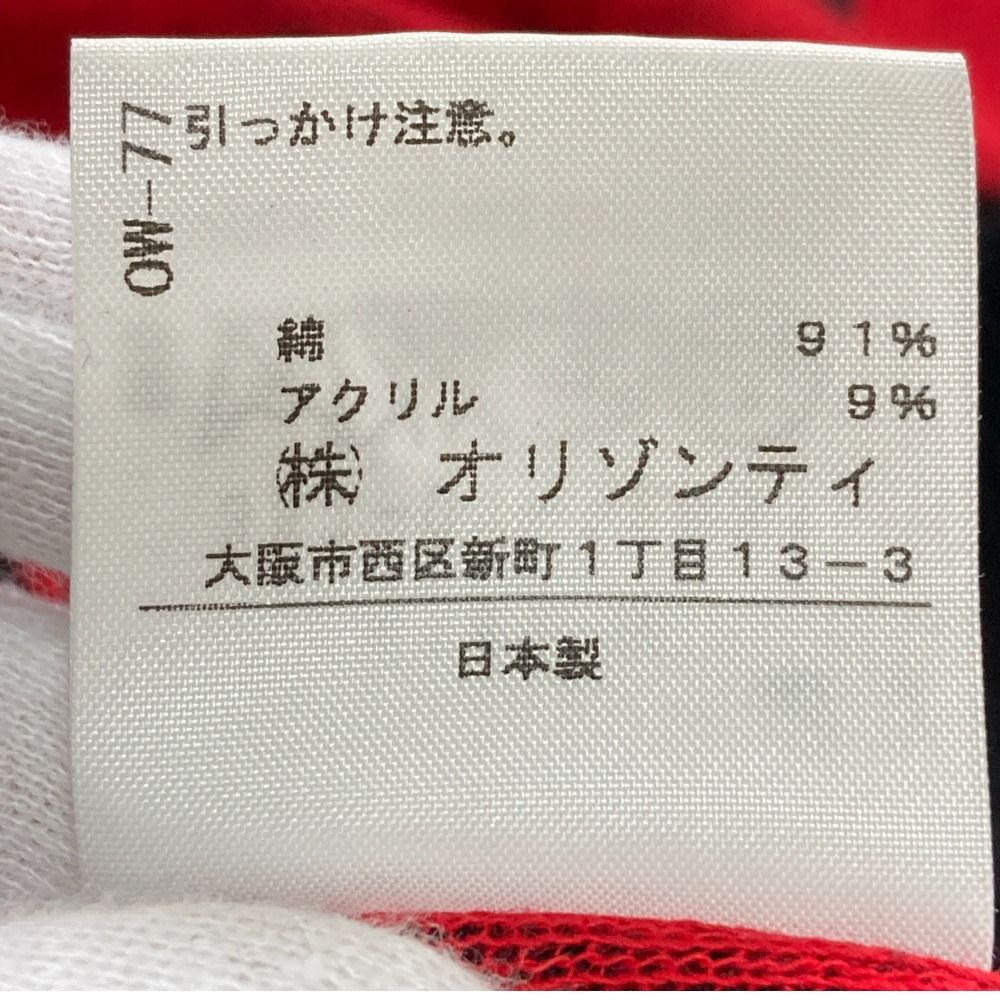 引っかけ注意。
OW-77
綿 91%
アクリル 9%
㈱ オリゾンティ
大阪市西区新町1丁目13-3
日本製